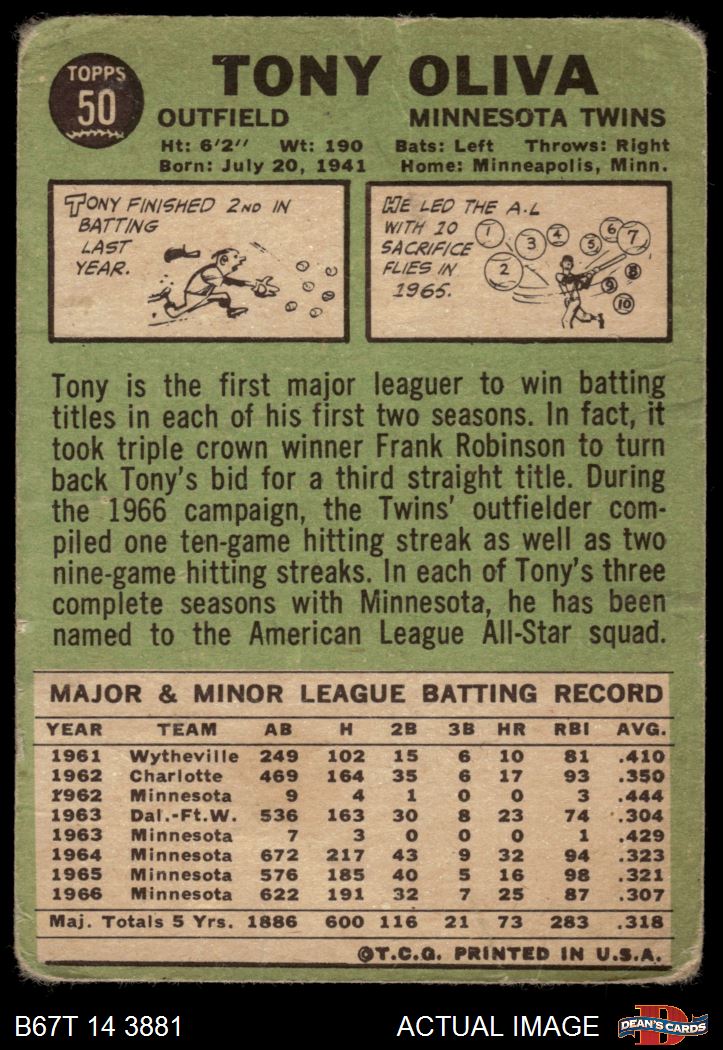 TOPPS
50
TONY OLIVA
OUTFIELD MINNESOTA TWINS
Ht: 6'2" Wt: 190 Bats: Left Throws: Right
Born: July 20, 1941 Home: Minneapolis, Minn.
TONY FINISHED 2ND IN
BATTING
LAST
YEAR.
HE LED THE A.L
WITH 10
SACRIFICE
FLIES IN
1965.
1 2 3 4 5 6 7 8 9 10
Tony is the first major leaguer to win batting
titles in each of his first two seasons. In fact, it
took triple crown winner Frank Robinson to turn
back Tony's bid for a third straight title. During
the 1966 campaign, the Twins' outfielder com-
piled one ten-game hitting streak as well as two
nine-game hitting streaks. In each of Tony's three
complete seasons with Minnesota, he has been
named to the American League All-Star squad.
MAJOR & MINOR LEAGUE BATTING RECORD
YEAR TEAM AB H 2B 3B HR RBI AVG.
1961 Wytheville 249 102 15 6 10 81 .410
1962 Charlotte 469 164 35 6 17 93 .350
1962 Minnesota 9 4 1 0 0 3 .444
1963 Dal.-Ft.W. 536 163 30 8 23 74 .304
1963 Minnesota 7 3 0 0 0 1 .429
1964 Minnesota 672 217 43 9 32 94 .323
1965 Minnesota 576 185 40 5 16 98 .321
1966 Minnesota 622 191 32 7 25 87 .307
Maj. Totals 5 Yrs. 1886 600 116 21 73 283 .318
©T.C.G. PRINTED IN U.S.A.
B67T 14 3881 ACTUAL IMAGE
D
DEAN'S CARDS